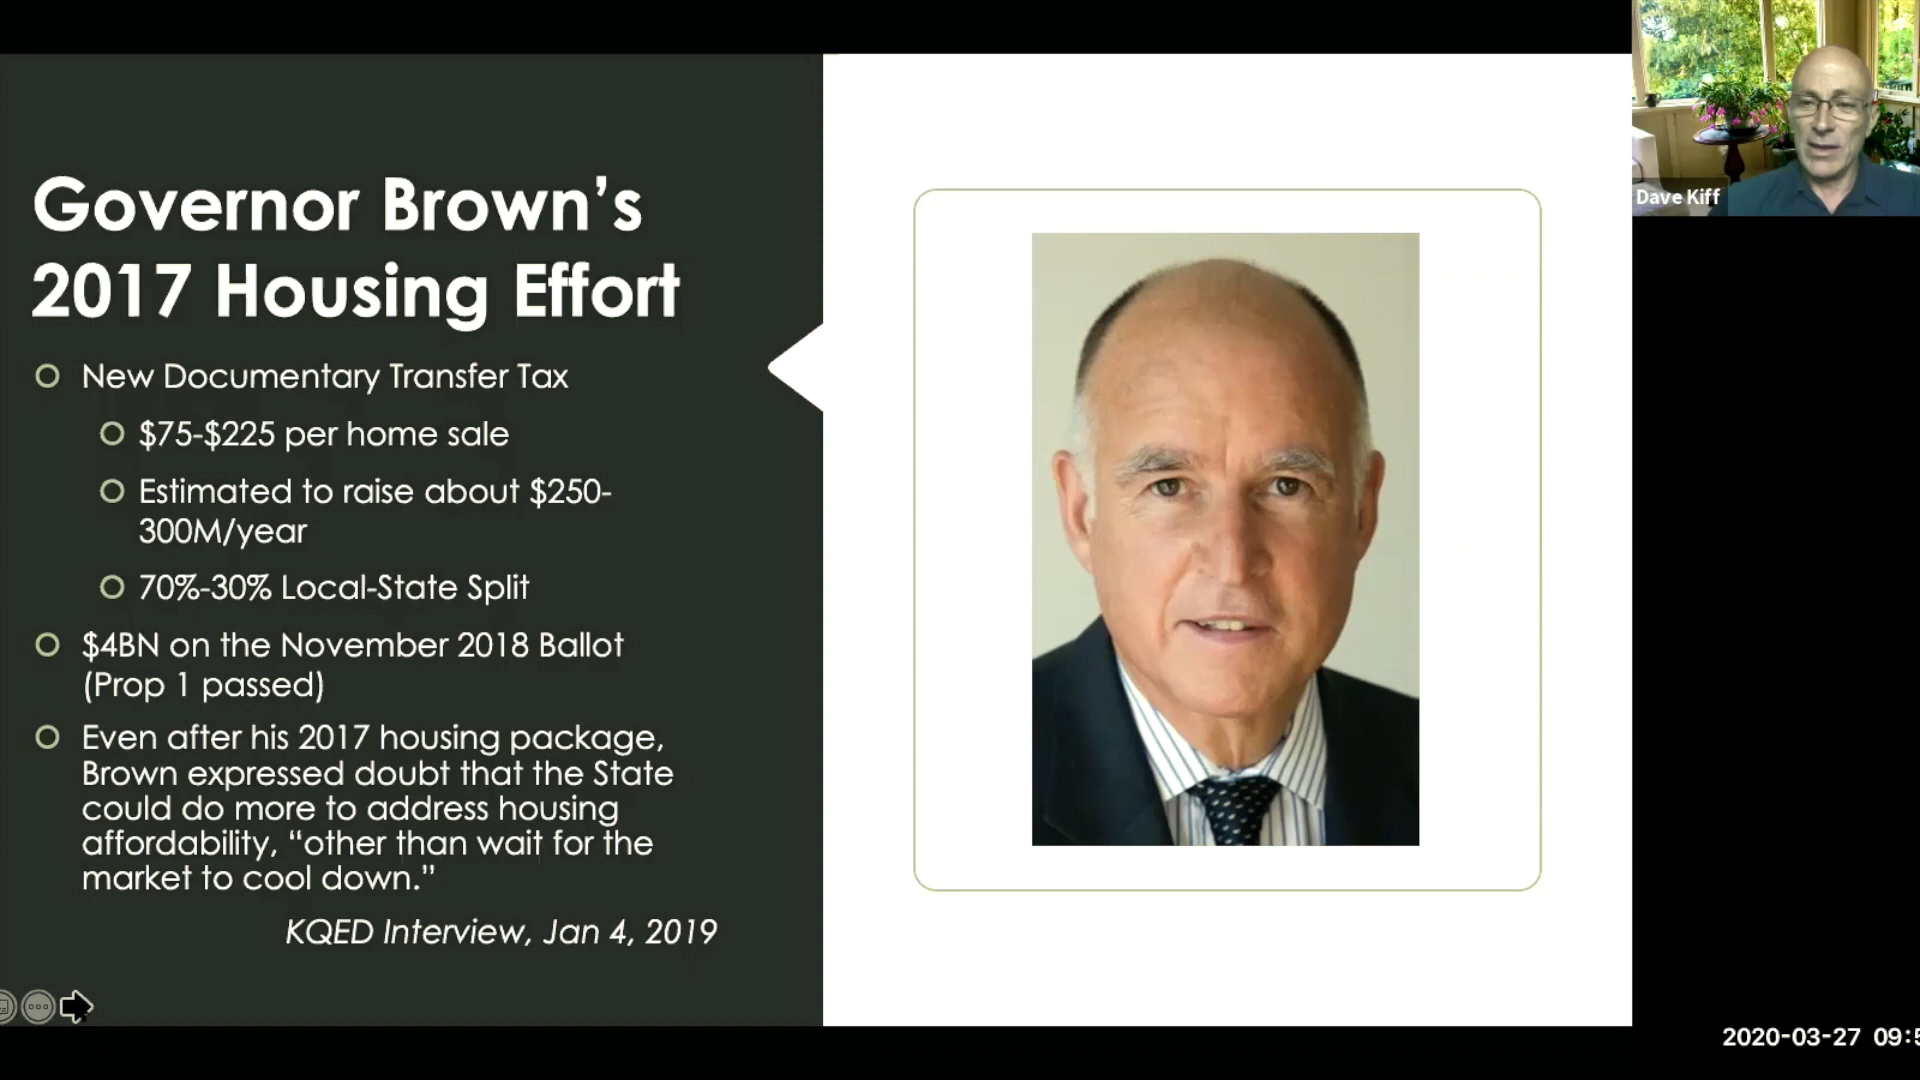 Governor Brown's
2017 Housing Effort
New Documentary Transfer Tax
$75-$225 per home sale
Estimated to raise about $250-
300M/year
70%-30% Local-State Split
$4BN on the November 2018 Ballot
(Prop 1 passed)
Even after his 2017 housing package,
Brown expressed doubt that the State
could do more to address housing
affordability, “other than wait for the
market to cool down.”
KQED Interview, Jan 4, 2019
Dave Kiff
2020-03-27 09:5